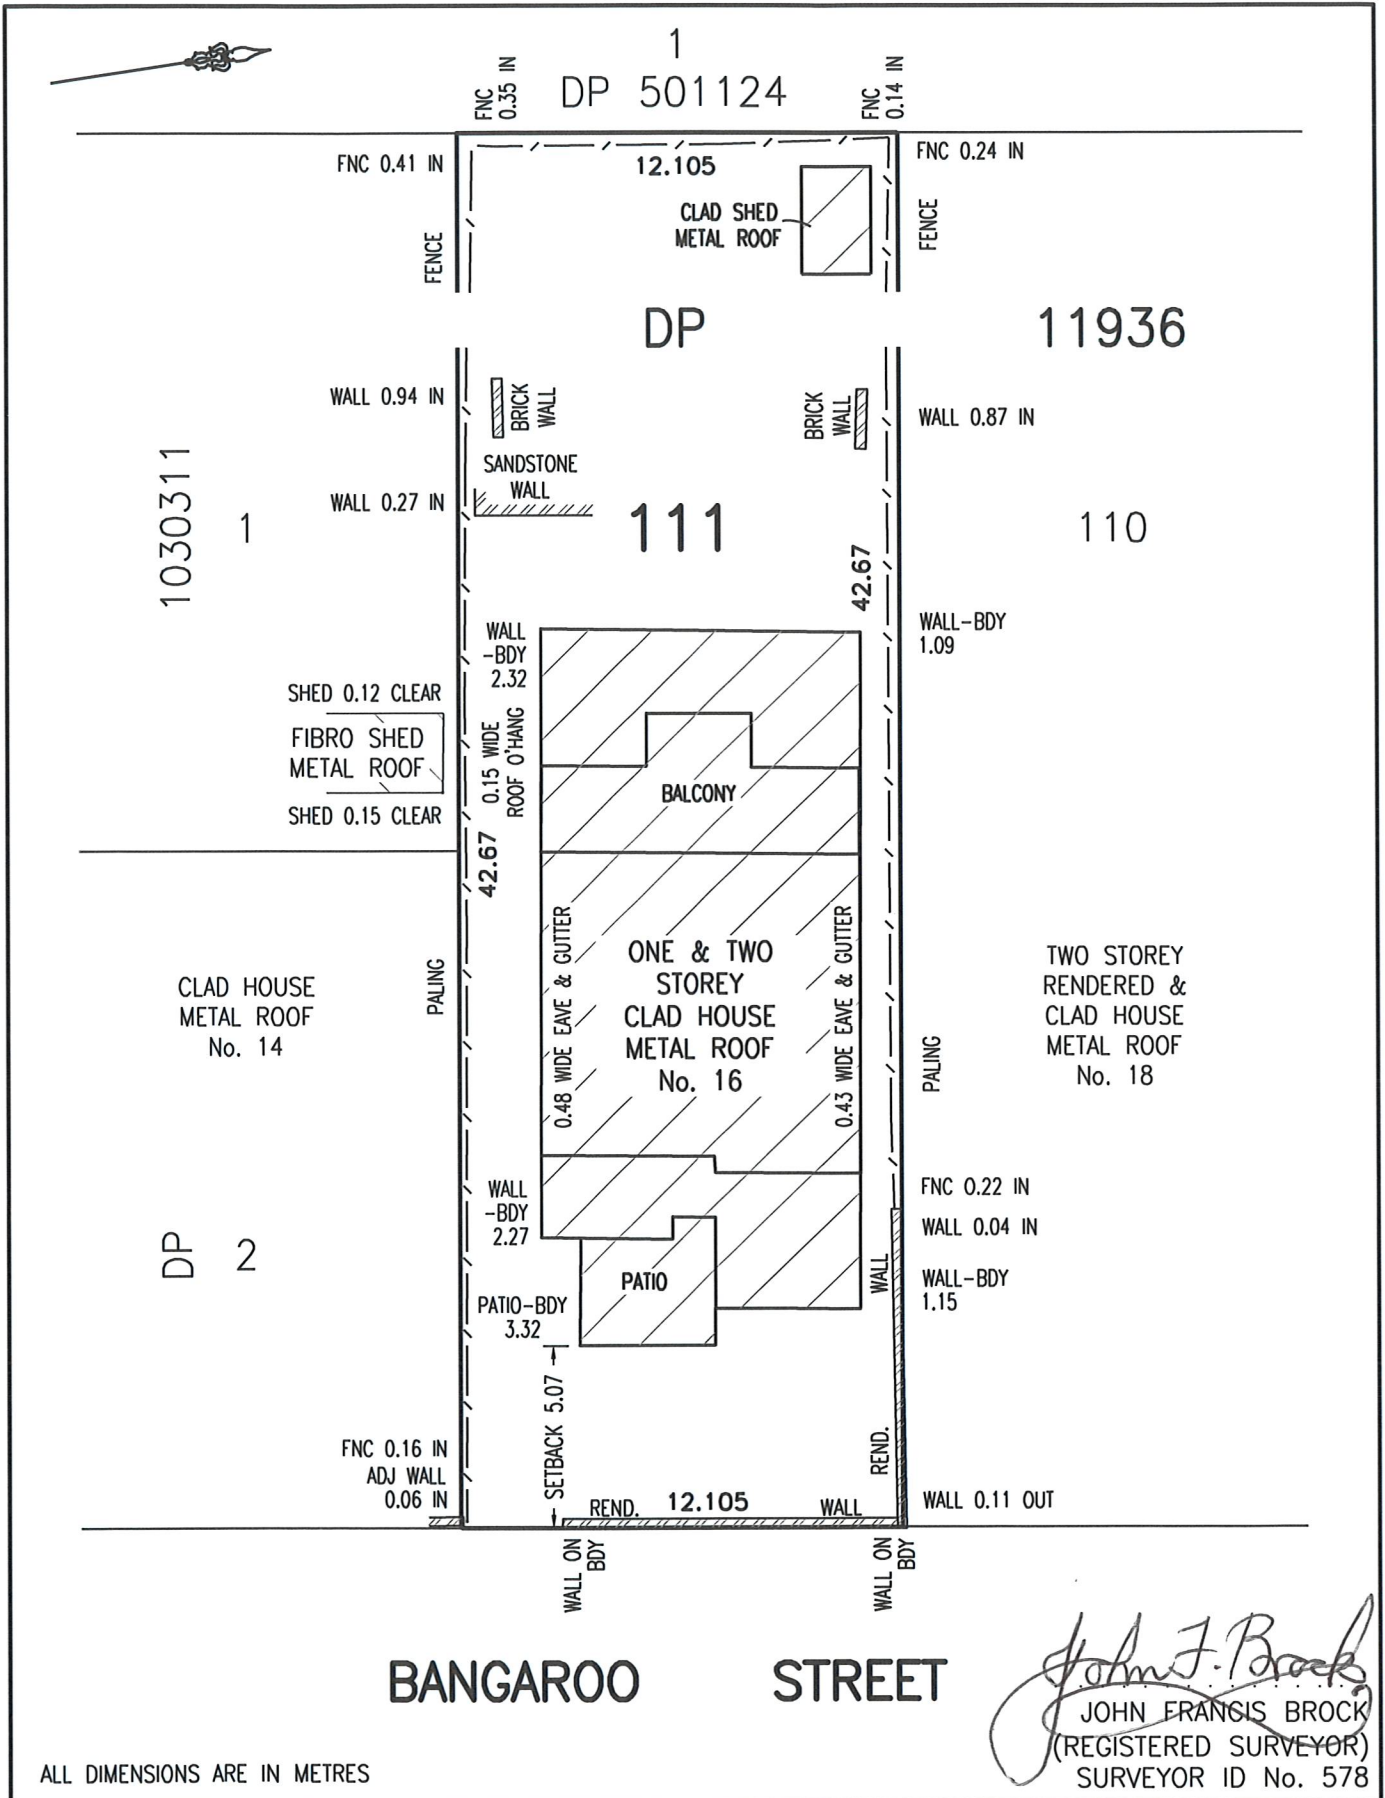 1
DP 501124
FNC
0.35 IN
FNC
0.14 IN
FNC 0.41 IN
12.105
FNC 0.24 IN
CLAD SHED
METAL ROOF
FENCE
FENCE
DP
11936
WALL 0.94 IN
BRICK
WALL
BRICK
WALL
WALL 0.87 IN
SANDSTONE
WALL
WALL 0.27 IN
1030311
1
111
110
42.67
WALL
-BDY
2.32
WALL-BDY
1.09
SHED 0.12 CLEAR
FIBRO SHED
METAL ROOF
SHED 0.15 CLEAR
0.15 WIDE
ROOF O'HANG
BALCONY
42.67
0.48 WIDE EAVE & GUTTER
ONE & TWO
STOREY
CLAD HOUSE
METAL ROOF
No. 16
0.43 WIDE EAVE & GUTTER
PALING
CLAD HOUSE
METAL ROOF
No. 14
TWO STOREY
RENDERED &
CLAD HOUSE
METAL ROOF
No. 18
PALING
WALL
-BDY
2.27
FNC 0.22 IN
WALL 0.04 IN
DP
2
PATIO
WALL
WALL-BDY
1.15
PATIO-BDY
3.32
SETBACK 5.07
FNC 0.16 IN
ADJ WALL
0.06 IN
REND.
REND.
12.105
WALL
WALL 0.11 OUT
WALL ON
BDY
WALL ON
BDY
BANGAROO STREET
John F. Brock
JOHN FRANCIS BROCK
(REGISTERED SURVEYOR)
SURVEYOR ID No. 578
ALL DIMENSIONS ARE IN METRES